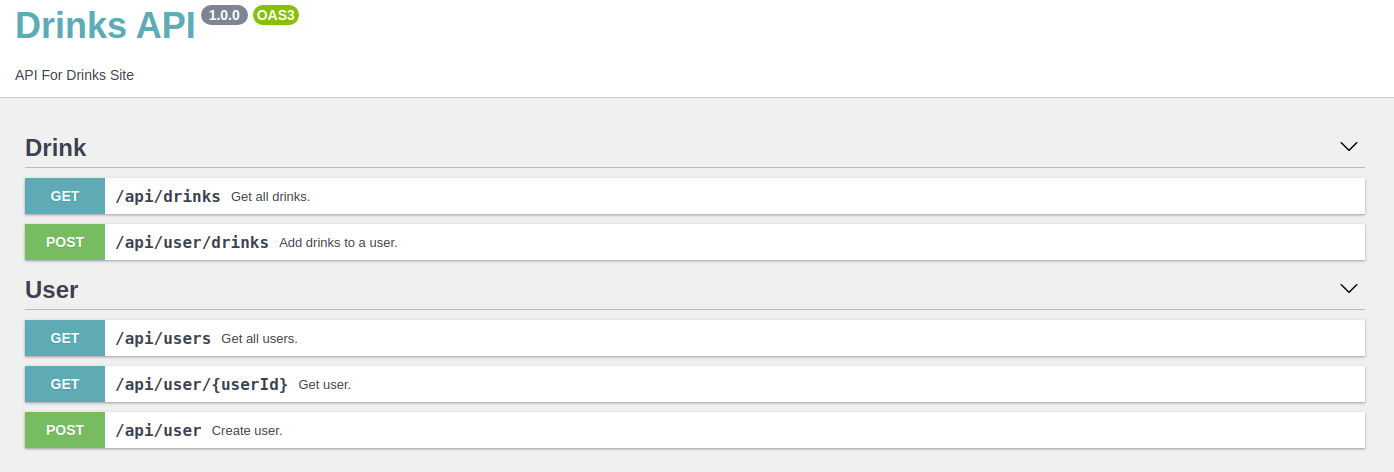 Drinks API 1.0.0 OAS3
API For Drinks Site
Drink
GET /api/drinks Get all drinks.
POST /api/user/drinks Add drinks to a user.
User
GET /api/users Get all users.
GET /api/user/{userId} Get user.
POST /api/user Create user.